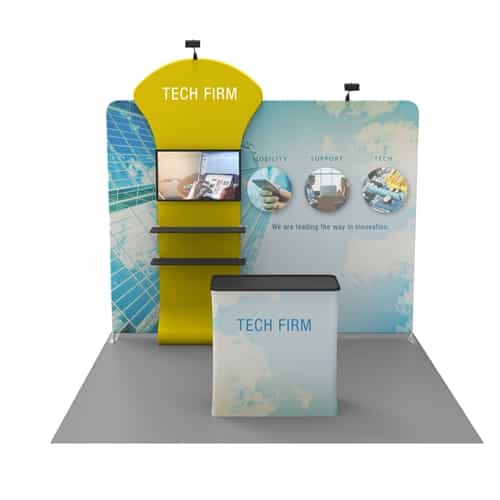 TECH FIRM
MOBILITY SUPPORT TECH
We are leading the way in innovation.
TECH FIRM